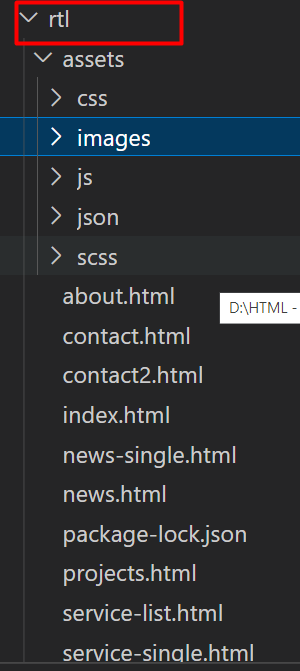 rtl
assets
css
images
js
json
scss
about.html
D:\HTML -
contact.html
contact2.html
index.html
news-single.html
news.html
package-lock.json
projects.html
service-list.html
service-single.html